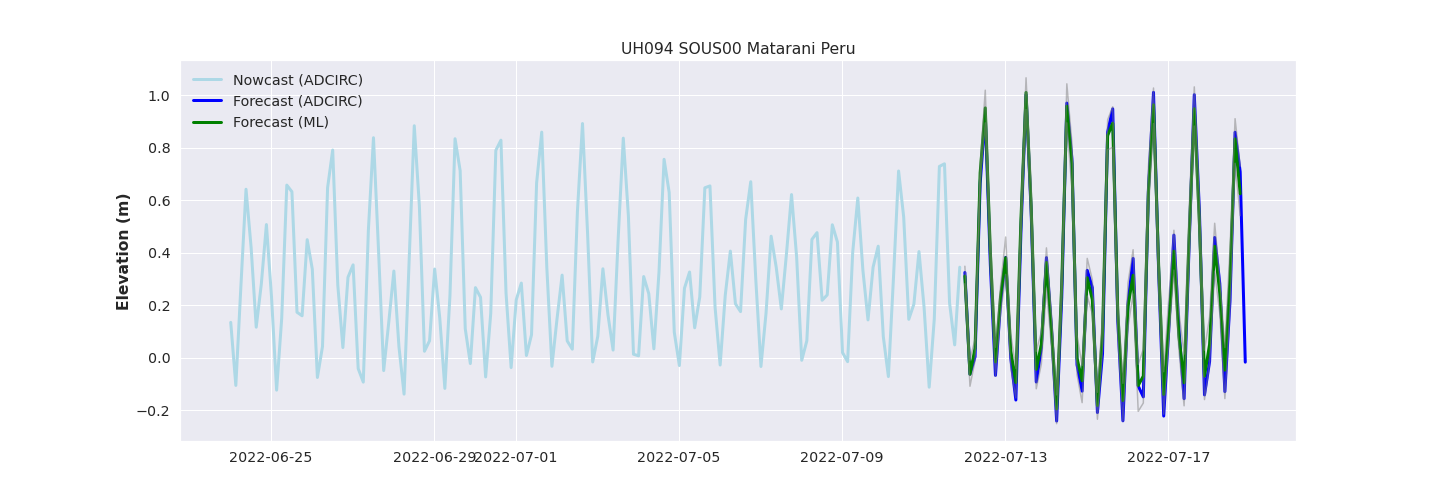 UH094 SOUS00 Matarani Peru
Nowcast (ADCIRC)
Forecast (ADCIRC)
Forecast (ML)
Elevation (m)
1.0
0.8
0.6
0.4
0.2
0.0
−0.2
2022-06-25
2022-06-29
2022-07-01
2022-07-05
2022-07-09
2022-07-13
2022-07-17